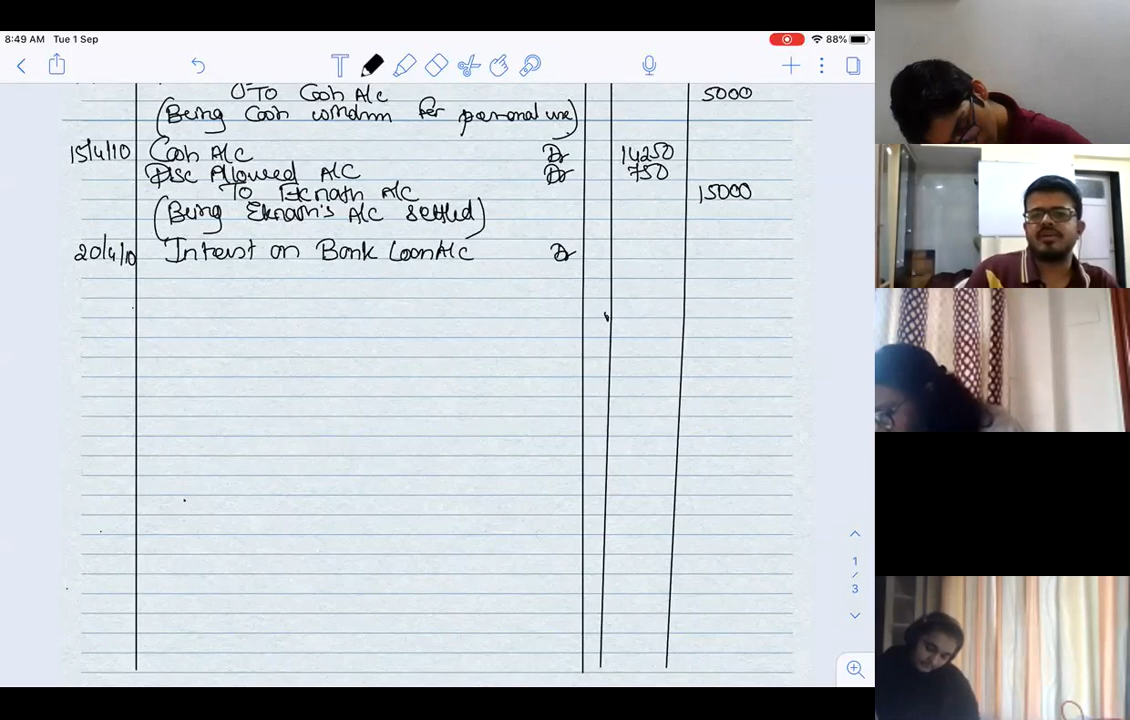 8:49 AM Tue 1 Sep
88%
To Cash A/c 5000
(Being Cash withdrn for personal use)
15/4/10 Cash A/C Dr 14250
Disc Allowed A/C Dr 750
To Eknath A/C 15000
(Being Eknath's A/C settled)
20/4/10 Interst on Bank Loan A/c Dr
T
1
/
3